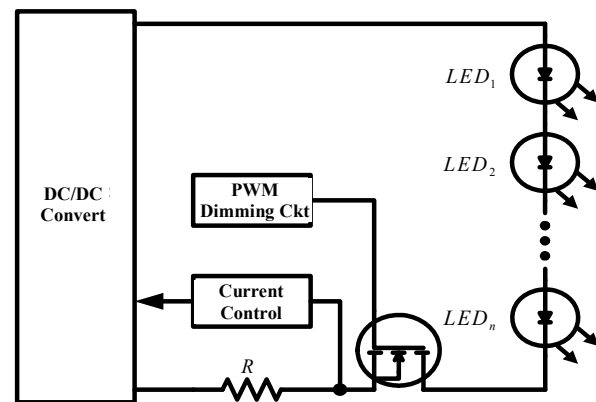 LED1
LED2
DC/DC
Convert
PWM
Dimming Ckt
Current
Control
LEDn
R